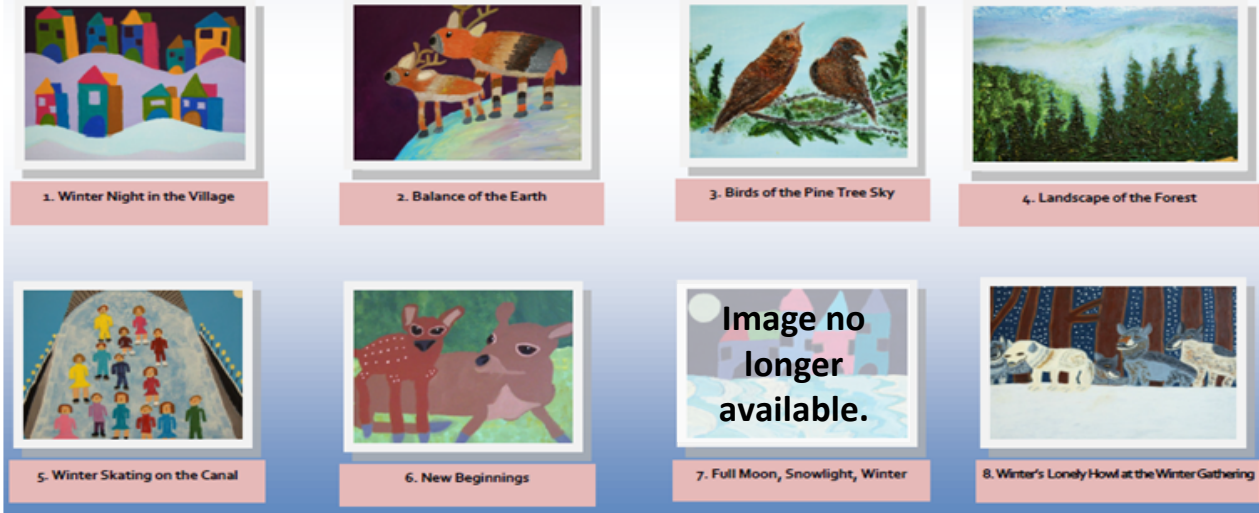 1. Winter Night in the Village
2. Balance of the Earth
3. Birds of the Pine Tree Sky
4. Landscape of the Forest
5. Winter Skating on the Canal
6. New Beginnings
Image no
longer
available.
7. Full Moon, Snowlight, Winter
8. Winter's Lonely Howl at the Winter Gathering